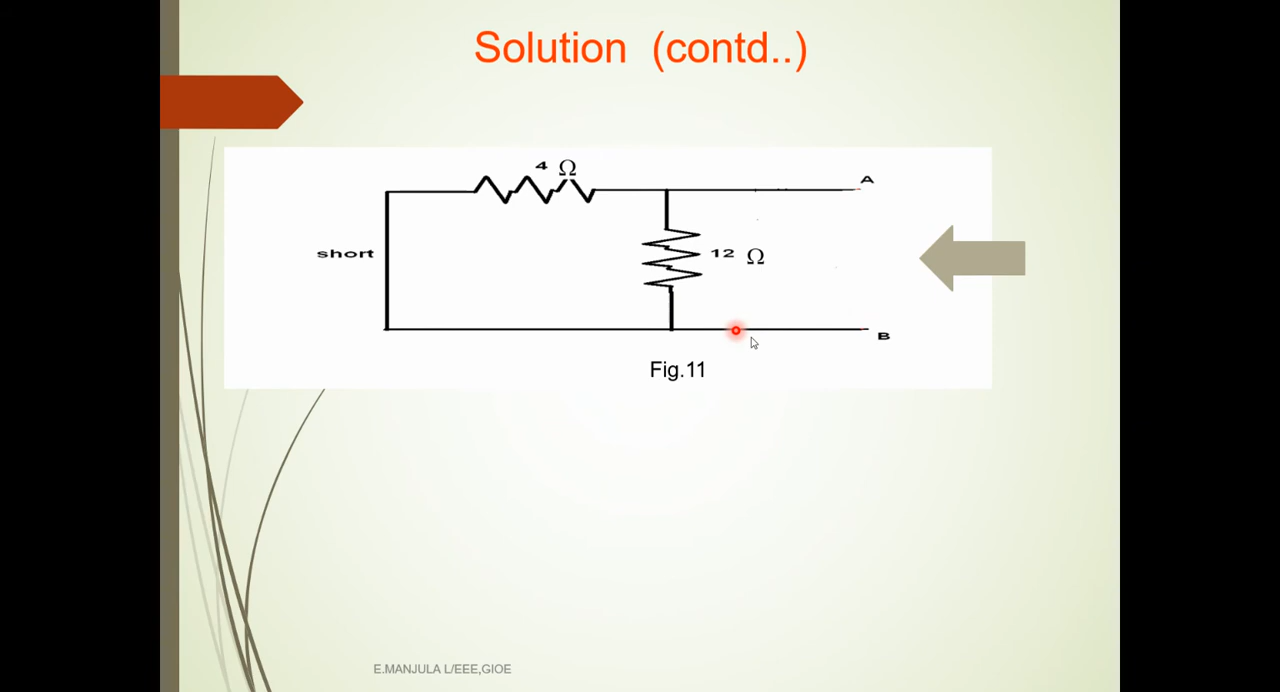 Solution (contd..)
4 Ω
A
short
12 Ω
B
Fig.11
E.MANJULA L/EEE,GIOE